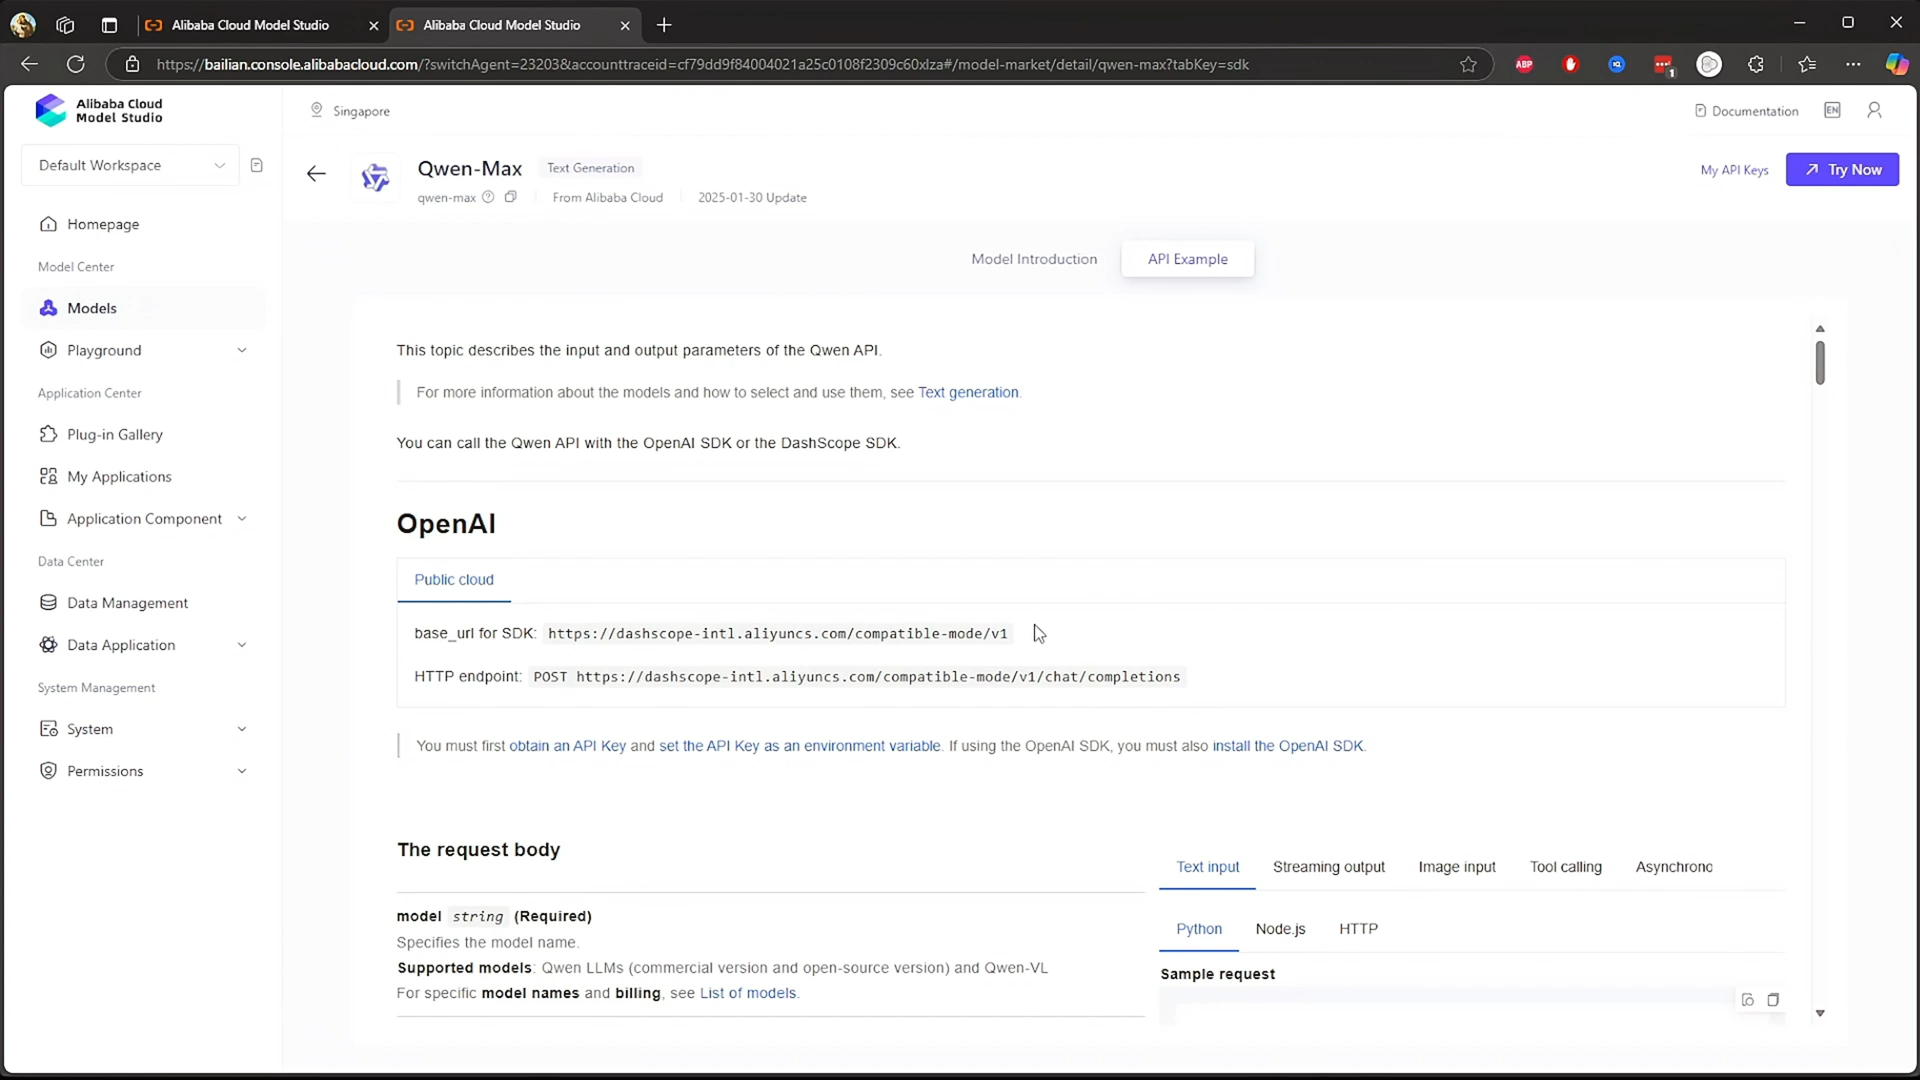 Alibaba Cloud Model Studio
Alibaba Cloud Model Studio
https://bailian.console.alibabacloud.com/?switchAgent=23203&accounttraceid=cf79dd9f84004021a25c0108f2309c60xlza#/model-market/detail/qwen-max?tabKey=sdk
ABP
1
Alibaba Cloud
Model Studio
Singapore
Documentation
EN
Default Workspace
Qwen-Max
Text Generation
My API Keys
Try Now
qwen-max
From Alibaba Cloud
2025-01-30 Update
Homepage
Model Center
Models
Playground
Application Center
Plug-in Gallery
My Applications
Application Component
Data Center
Data Management
Data Application
System Management
System
Permissions
Model Introduction
API Example
This topic describes the input and output parameters of the Qwen API.
For more information about the models and how to select and use them, see Text generation.
You can call the Qwen API with the OpenAI SDK or the DashScope SDK.
OpenAI
Public cloud
base_url for SDK: https://dashscope-intl.aliyuncs.com/compatible-mode/v1
HTTP endpoint: POST https://dashscope-intl.aliyuncs.com/compatible-mode/v1/chat/completions
You must first obtain an API Key and set the API Key as an environment variable. If using the OpenAI SDK, you must also install the OpenAI SDK.
The request body
model string (Required)
Specifies the model name.
Supported models: Qwen LLMs (commercial version and open-source version) and Qwen-VL
For specific model names and billing, see List of models.
Text input
Streaming output
Image input
Tool calling
Asynchrono
Python
Node.js
HTTP
Sample request